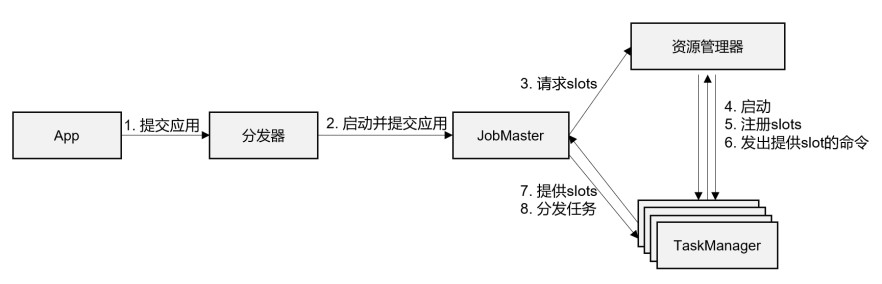 资源管理器
3. 请求slots
1. 提交应用
2. 启动并提交应用
App
分发器
JobMaster
4. 启动
5. 注册slots
6. 发出提供slot的命令
7. 提供slots
8. 分发任务
TaskManager